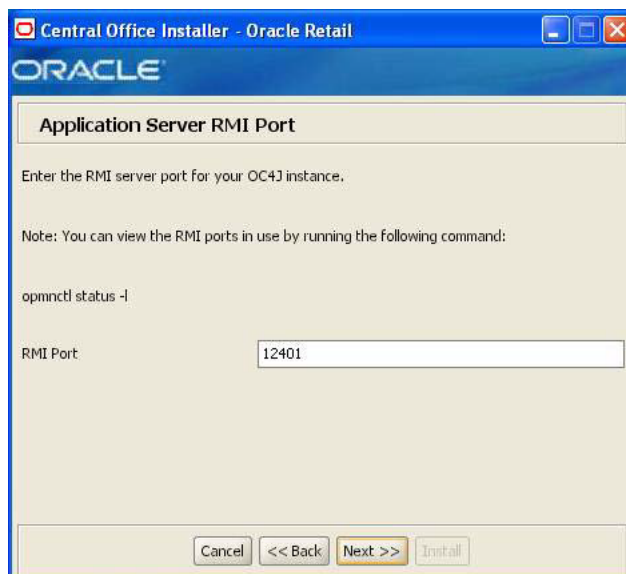 Central Office Installer - Oracle Retail
ORACLE
Application Server RMI Port
Enter the RMI server port for your OC4J instance.
Note: You can view the RMI ports in use by running the following command:
opmnctl status -l
RMI Port 12401
Cancel << Back Next >> Install